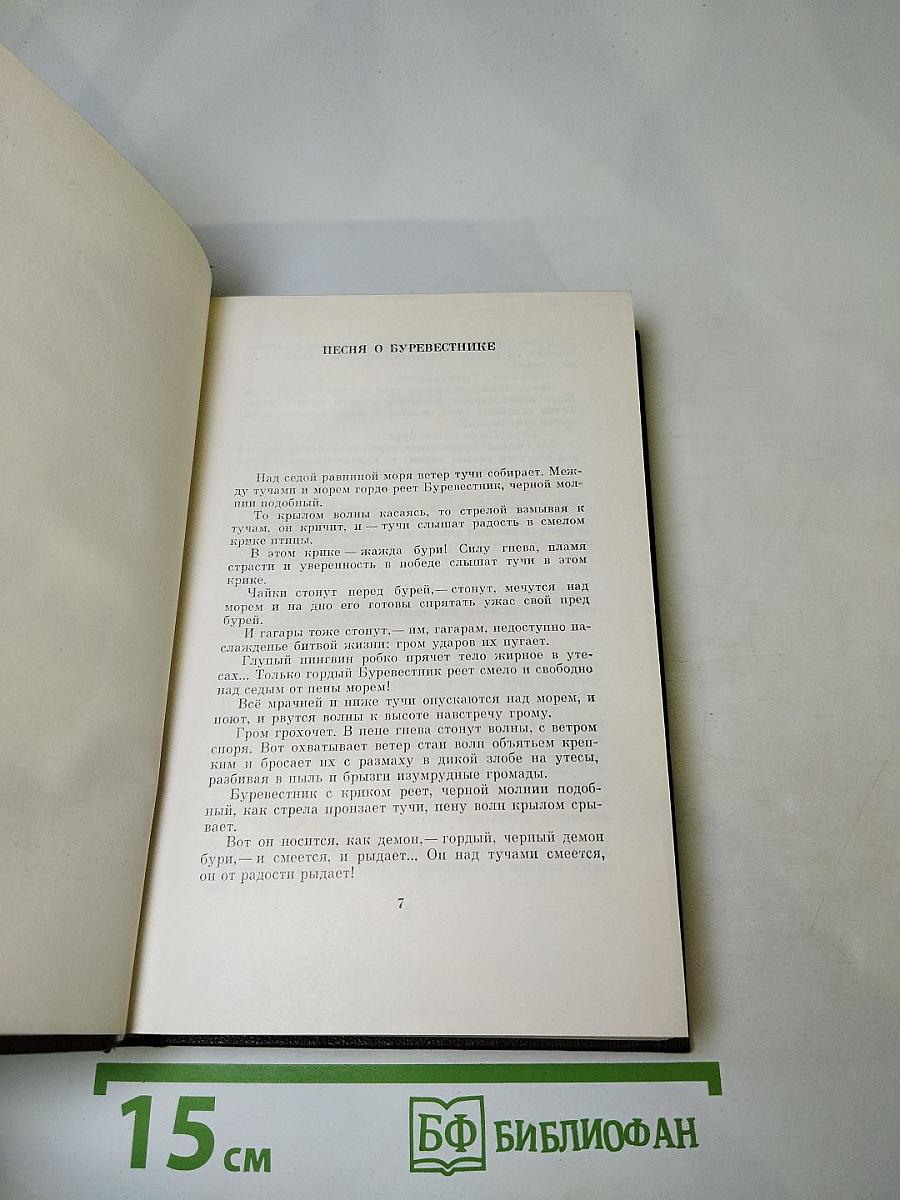 ПЕСНЯ О БУРЕВЕСТНИКЕ
Над седой равниной моря ветер тучи собирает. Меж-
ду тучами и морем гордо реет Буревестник, черной мол-
нии подобный.
То крылом волны касаясь, то стрелой взмывая к
тучам, он кричит, и — тучи слышат радость в смелом
крике птицы.
В этом крике — жажда бури! Силу гнева, пламя
страсти и уверенность в победе слышат тучи в этом
крике.
Чайки стонут перед бурей,— стонут, мечутся над
морем и на дно его готовы спрятать ужас свой пред
бурей.
И гагары тоже стонут,— им, гагарам, недоступно на-
слажденье битвой жизни: гром ударов их пугает.
Глупый пингвин робко прячет тело жирное в уте-
сах... Только гордый Буревестник реет смело и свободно
над седым от пены морем!
Всё мрачней и ниже тучи опускаются над морем, и
поют, и рвутся волны к высоте навстречу грому.
Гром грохочет. В пене гнева стонут волны, с ветром
споря. Вот охватывает ветер стаи волн объятьем креп-
ким и бросает их с размаху в дикой злобе на утесы,
разбивая в пыль и брызги изумрудные громады.
Буревестник с криком реет, черной молнии подоб-
ный, как стрела пронзает тучи, пену волн крылом сры-
вает.
Вот он носится, как демон,— гордый, черный демон
бури,— и смеется, и рыдает... Он над тучами смеется,
он от радости рыдает!
7
15 см
БФ БИБЛИОФАН